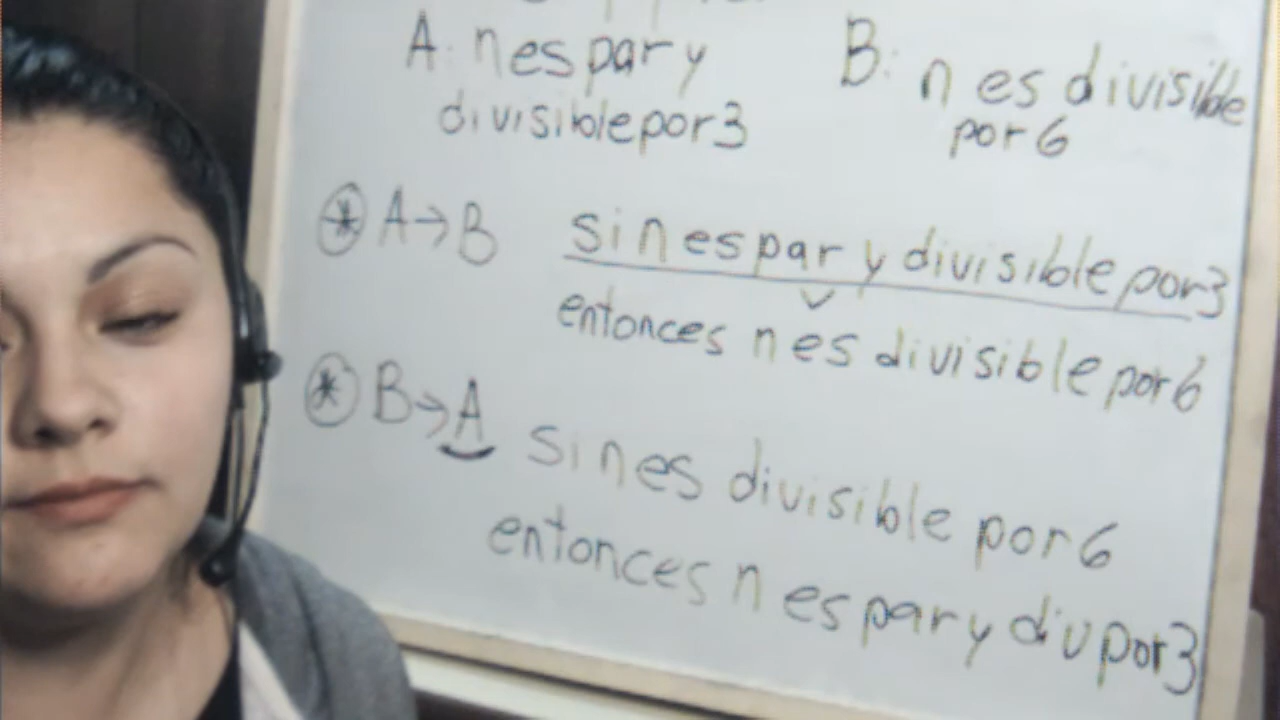 A: n es par y
divisible por 3
B: n es divisible
por 6
* A→B si n es par y divisible por 3
entonces n es divisible por 6
* B→A si n es divisible por 6
entonces n es par y div por 3